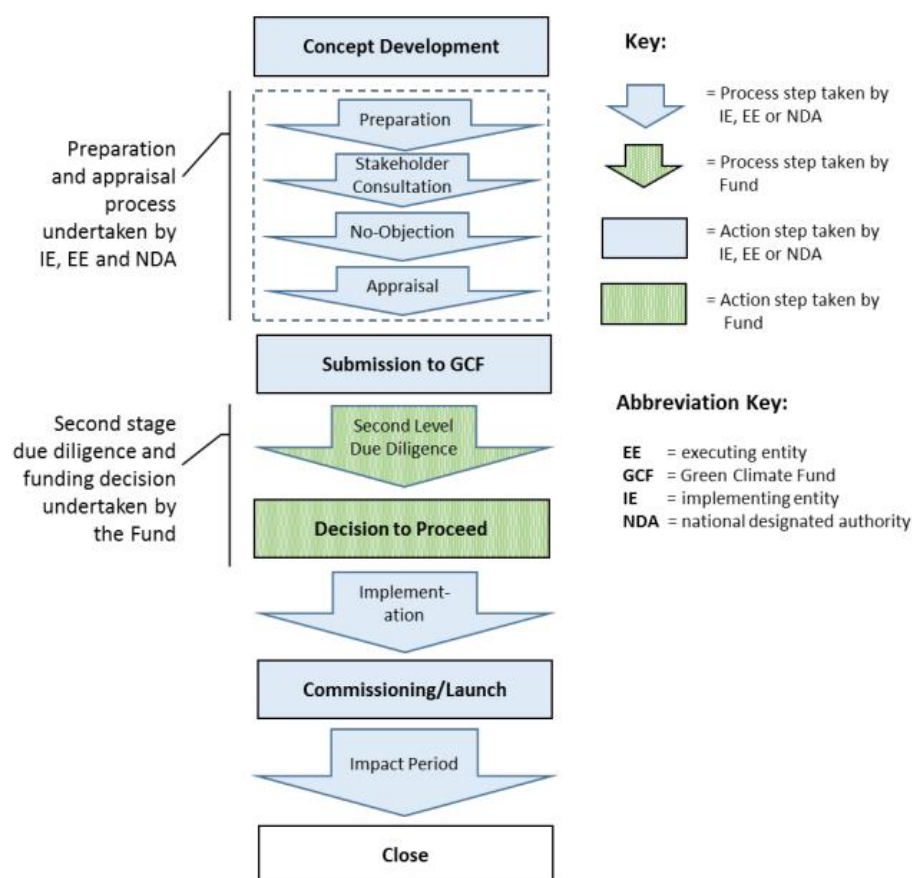 Concept Development
Preparation
and appraisal
process
undertaken by
IE, EE and NDA
Preparation
Stakeholder
Consultation
No-Objection
Appraisal
Submission to GCF
Second stage
due diligence and
funding decision
undertaken by
the Fund
Second Level
Due Diligence
Decision to Proceed
Implement-
ation
Commissioning/Launch
Impact Period
Close
Key:
= Process step taken by
IE, EE or NDA
= Process step taken by
Fund
= Action step taken by
IE, EE or NDA
= Action step taken by
Fund
Abbreviation Key:
EE = executing entity
GCF = Green Climate Fund
IE = implementing entity
NDA = national designated authority